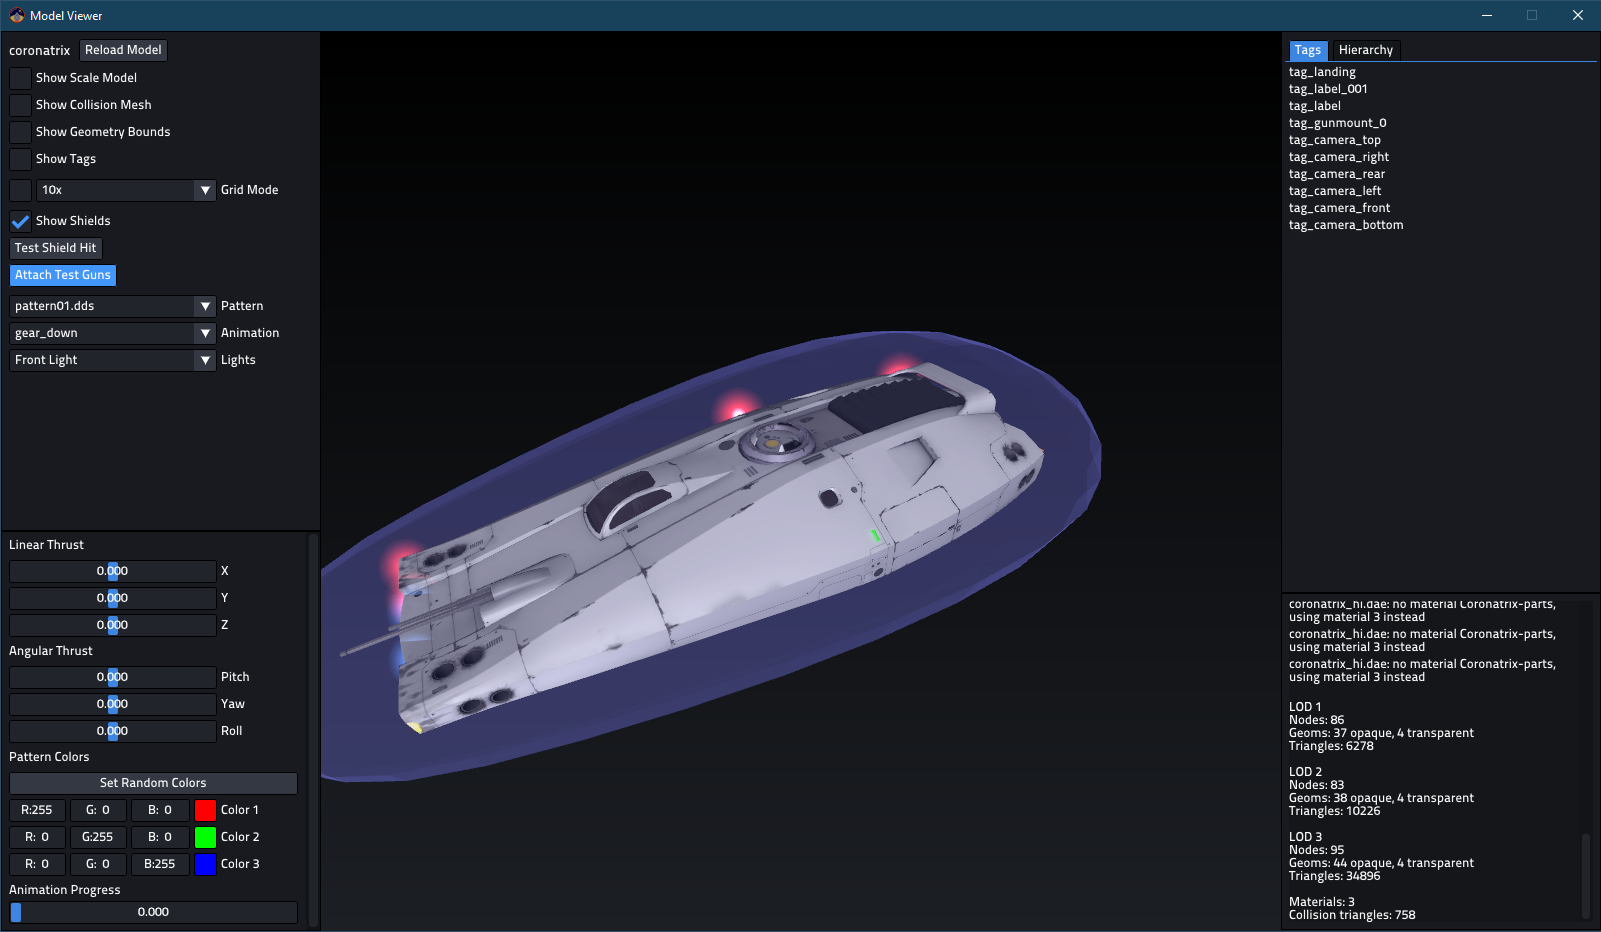 Model Viewer
coronatrix Reload Model
Show Scale Model
Show Collision Mesh
Show Geometry Bounds
Show Tags
10x Grid Mode
Show Shields
Test Shield Hit
Attach Test Guns
pattern01.dds Pattern
gear_down Animation
Front Light Lights
Linear Thrust
0.000 X
0.000 Y
0.000 Z
Angular Thrust
0.000 Pitch
0.000 Yaw
0.000 Roll
Pattern Colors
Set Random Colors
R:255 G: 0 B: 0 Color 1
R: 0 G:255 B: 0 Color 2
R: 0 G: 0 B:255 Color 3
Animation Progress
0.000
Tags Hierarchy
tag_landing
tag_label_001
tag_label
tag_gunmount_0
tag_camera_top
tag_camera_right
tag_camera_rear
tag_camera_left
tag_camera_front
tag_camera_bottom
coronatrix_hi.dae: no material Coronatrix-parts,
using material 3 instead
coronatrix_hi.dae: no material Coronatrix-parts,
using material 3 instead
coronatrix_hi.dae: no material Coronatrix-parts,
using material 3 instead
LOD 1
Nodes: 86
Geoms: 37 opaque, 4 transparent
Triangles: 6278
LOD 2
Nodes: 83
Geoms: 38 opaque, 4 transparent
Triangles: 10226
LOD 3
Nodes: 95
Geoms: 44 opaque, 4 transparent
Triangles: 34896
Materials: 3
Collision triangles: 758